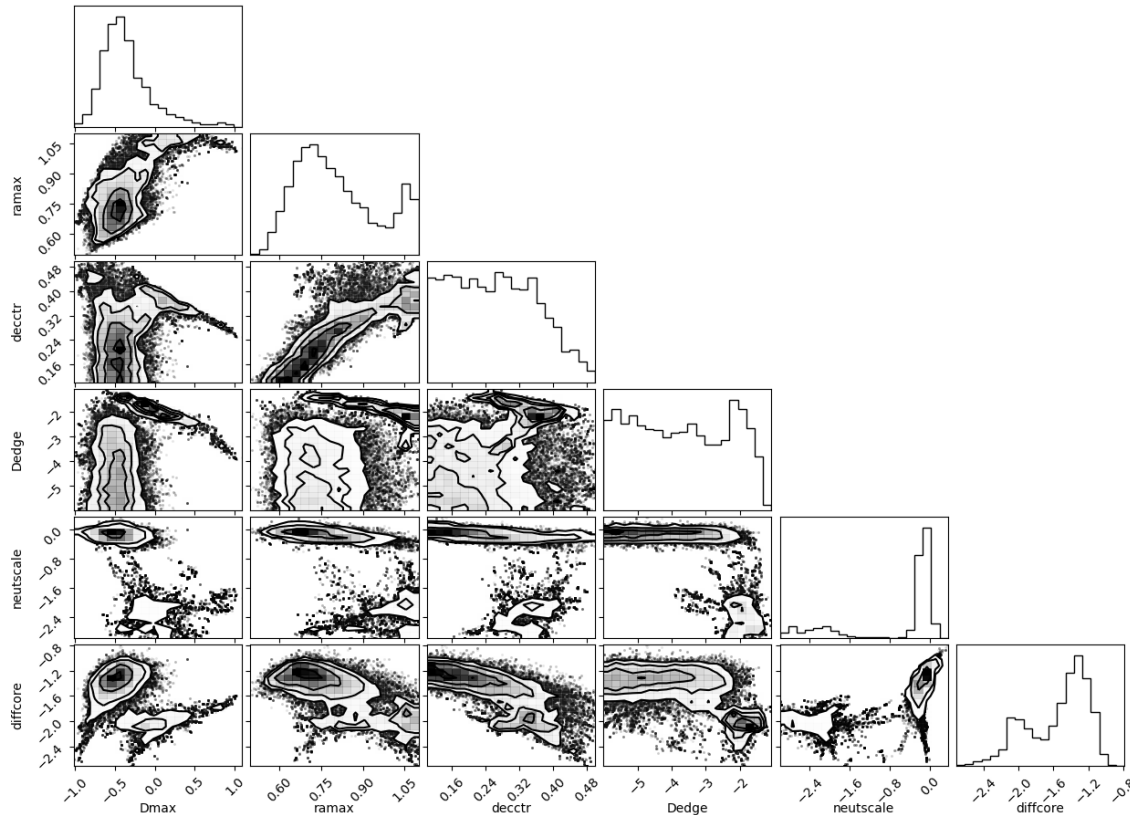 ramax
1.05
0.90
0.75
0.60
decctr
0.48
0.40
0.32
0.24
0.16
Dedge
−2
−3
−4
−5
neutscale
0.0
−0.8
−1.6
−2.4
diffcore
−0.8
−1.2
−1.6
−2.0
−2.4
−1.0 −0.5 0.0 0.5 1.0
Dmax
0.60 0.75 0.90 1.05
ramax
0.16 0.24 0.32 0.40 0.48
decctr
−5 −4 −3 −2
Dedge
−2.4 −1.6 −0.8 0.0
neutscale
−2.4 −2.0 −1.6 −1.2 −0.8
diffcore